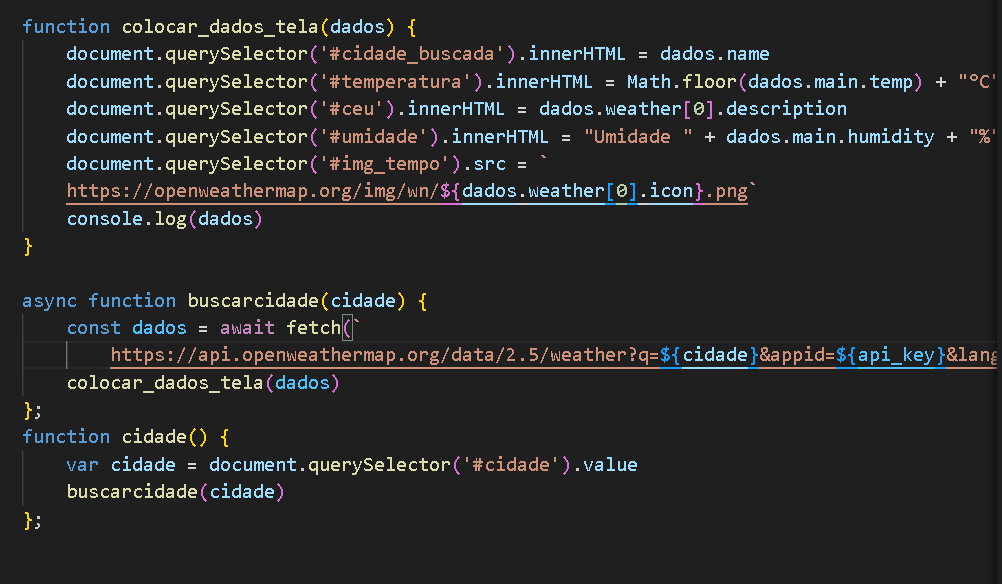 function colocar_dados_tela(dados) {
    document.querySelector('#cidade_buscada').innerHTML = dados.name
    document.querySelector('#temperatura').innerHTML = Math.floor(dados.main.temp) + "°C"
    document.querySelector('#ceu').innerHTML = dados.weather[0].description
    document.querySelector('#umidade').innerHTML = "Umidade " + dados.main.humidity + "%"
    document.querySelector('#img_tempo').src = `
    https://openweathermap.org/img/wn/${dados.weather[0].icon}.png`
    console.log(dados)
}

async function buscarcidade(cidade) {
    const dados = await fetch(`
        https://api.openweathermap.org/data/2.5/weather?q=${cidade}&appid=${api_key}&lang
    colocar_dados_tela(dados)
};
function cidade() {
    var cidade = document.querySelector('#cidade').value
    buscarcidade(cidade)
};